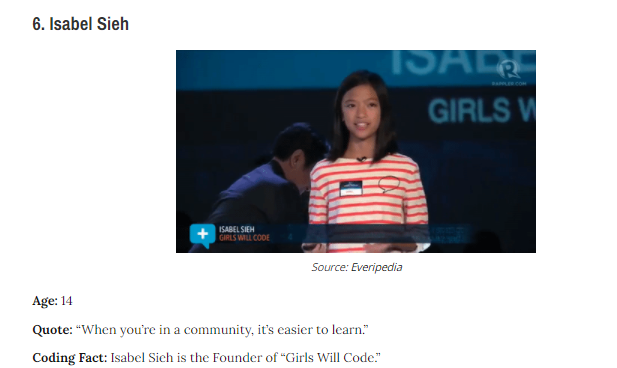 6. Isabel Sieh
ISABE
R
RAPPLER.COM
GIRLS W
ISABEL SIEH
GIRLS WILL CODE
Source: Everipedia
Age: 14
Quote: “When you’re in a community, it’s easier to learn.”
Coding Fact: Isabel Sieh is the Founder of “Girls Will Code.”